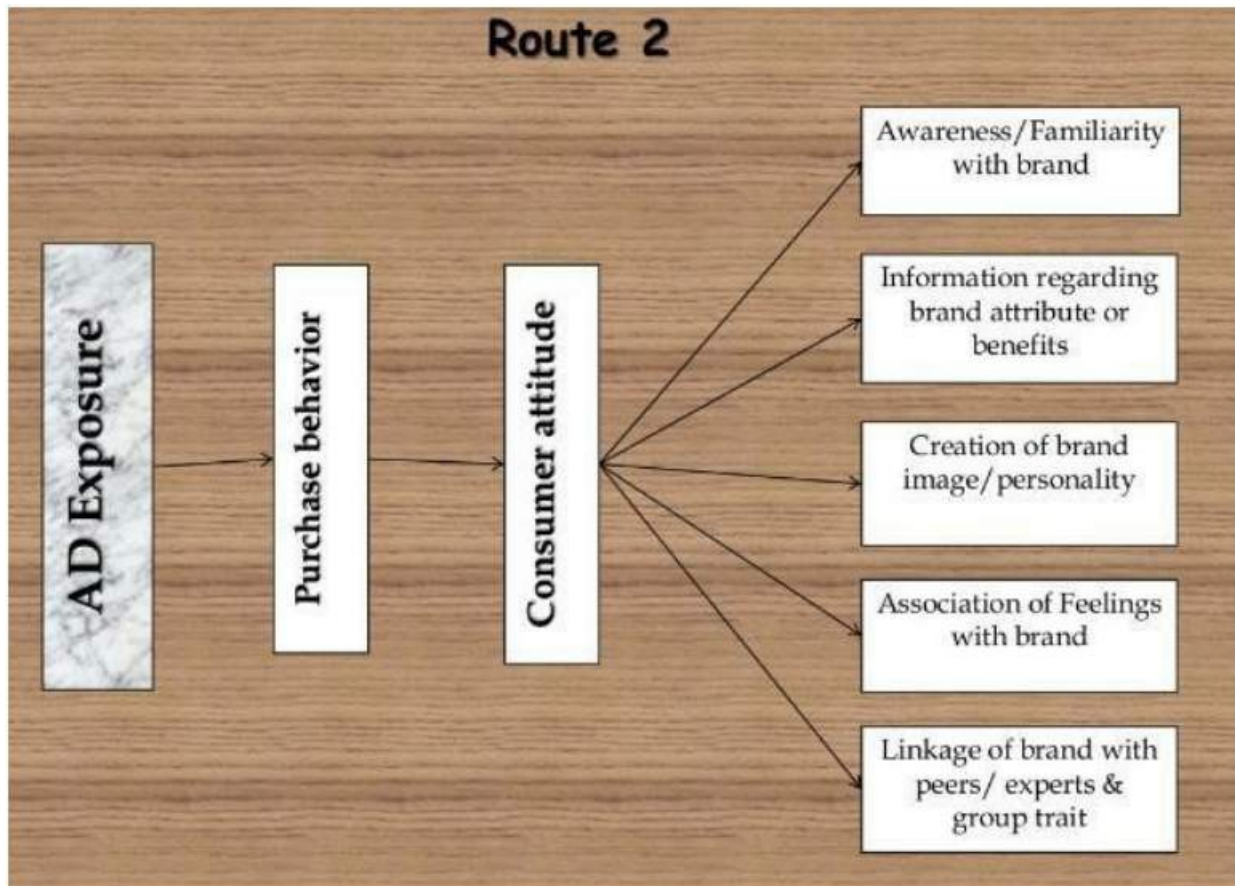 Route 2
AD Exposure
Purchase behavior
Consumer attitude
Awareness/Familiarity
with brand
Information regarding
brand attribute or
benefits
Creation of brand
image/personality
Association of Feelings
with brand
Linkage of brand with
peers/ experts &
group trait